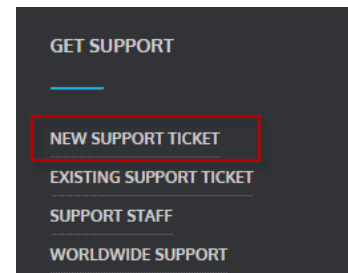 GET SUPPORT
NEW SUPPORT TICKET
EXISTING SUPPORT TICKET
SUPPORT STAFF
WORLDWIDE SUPPORT